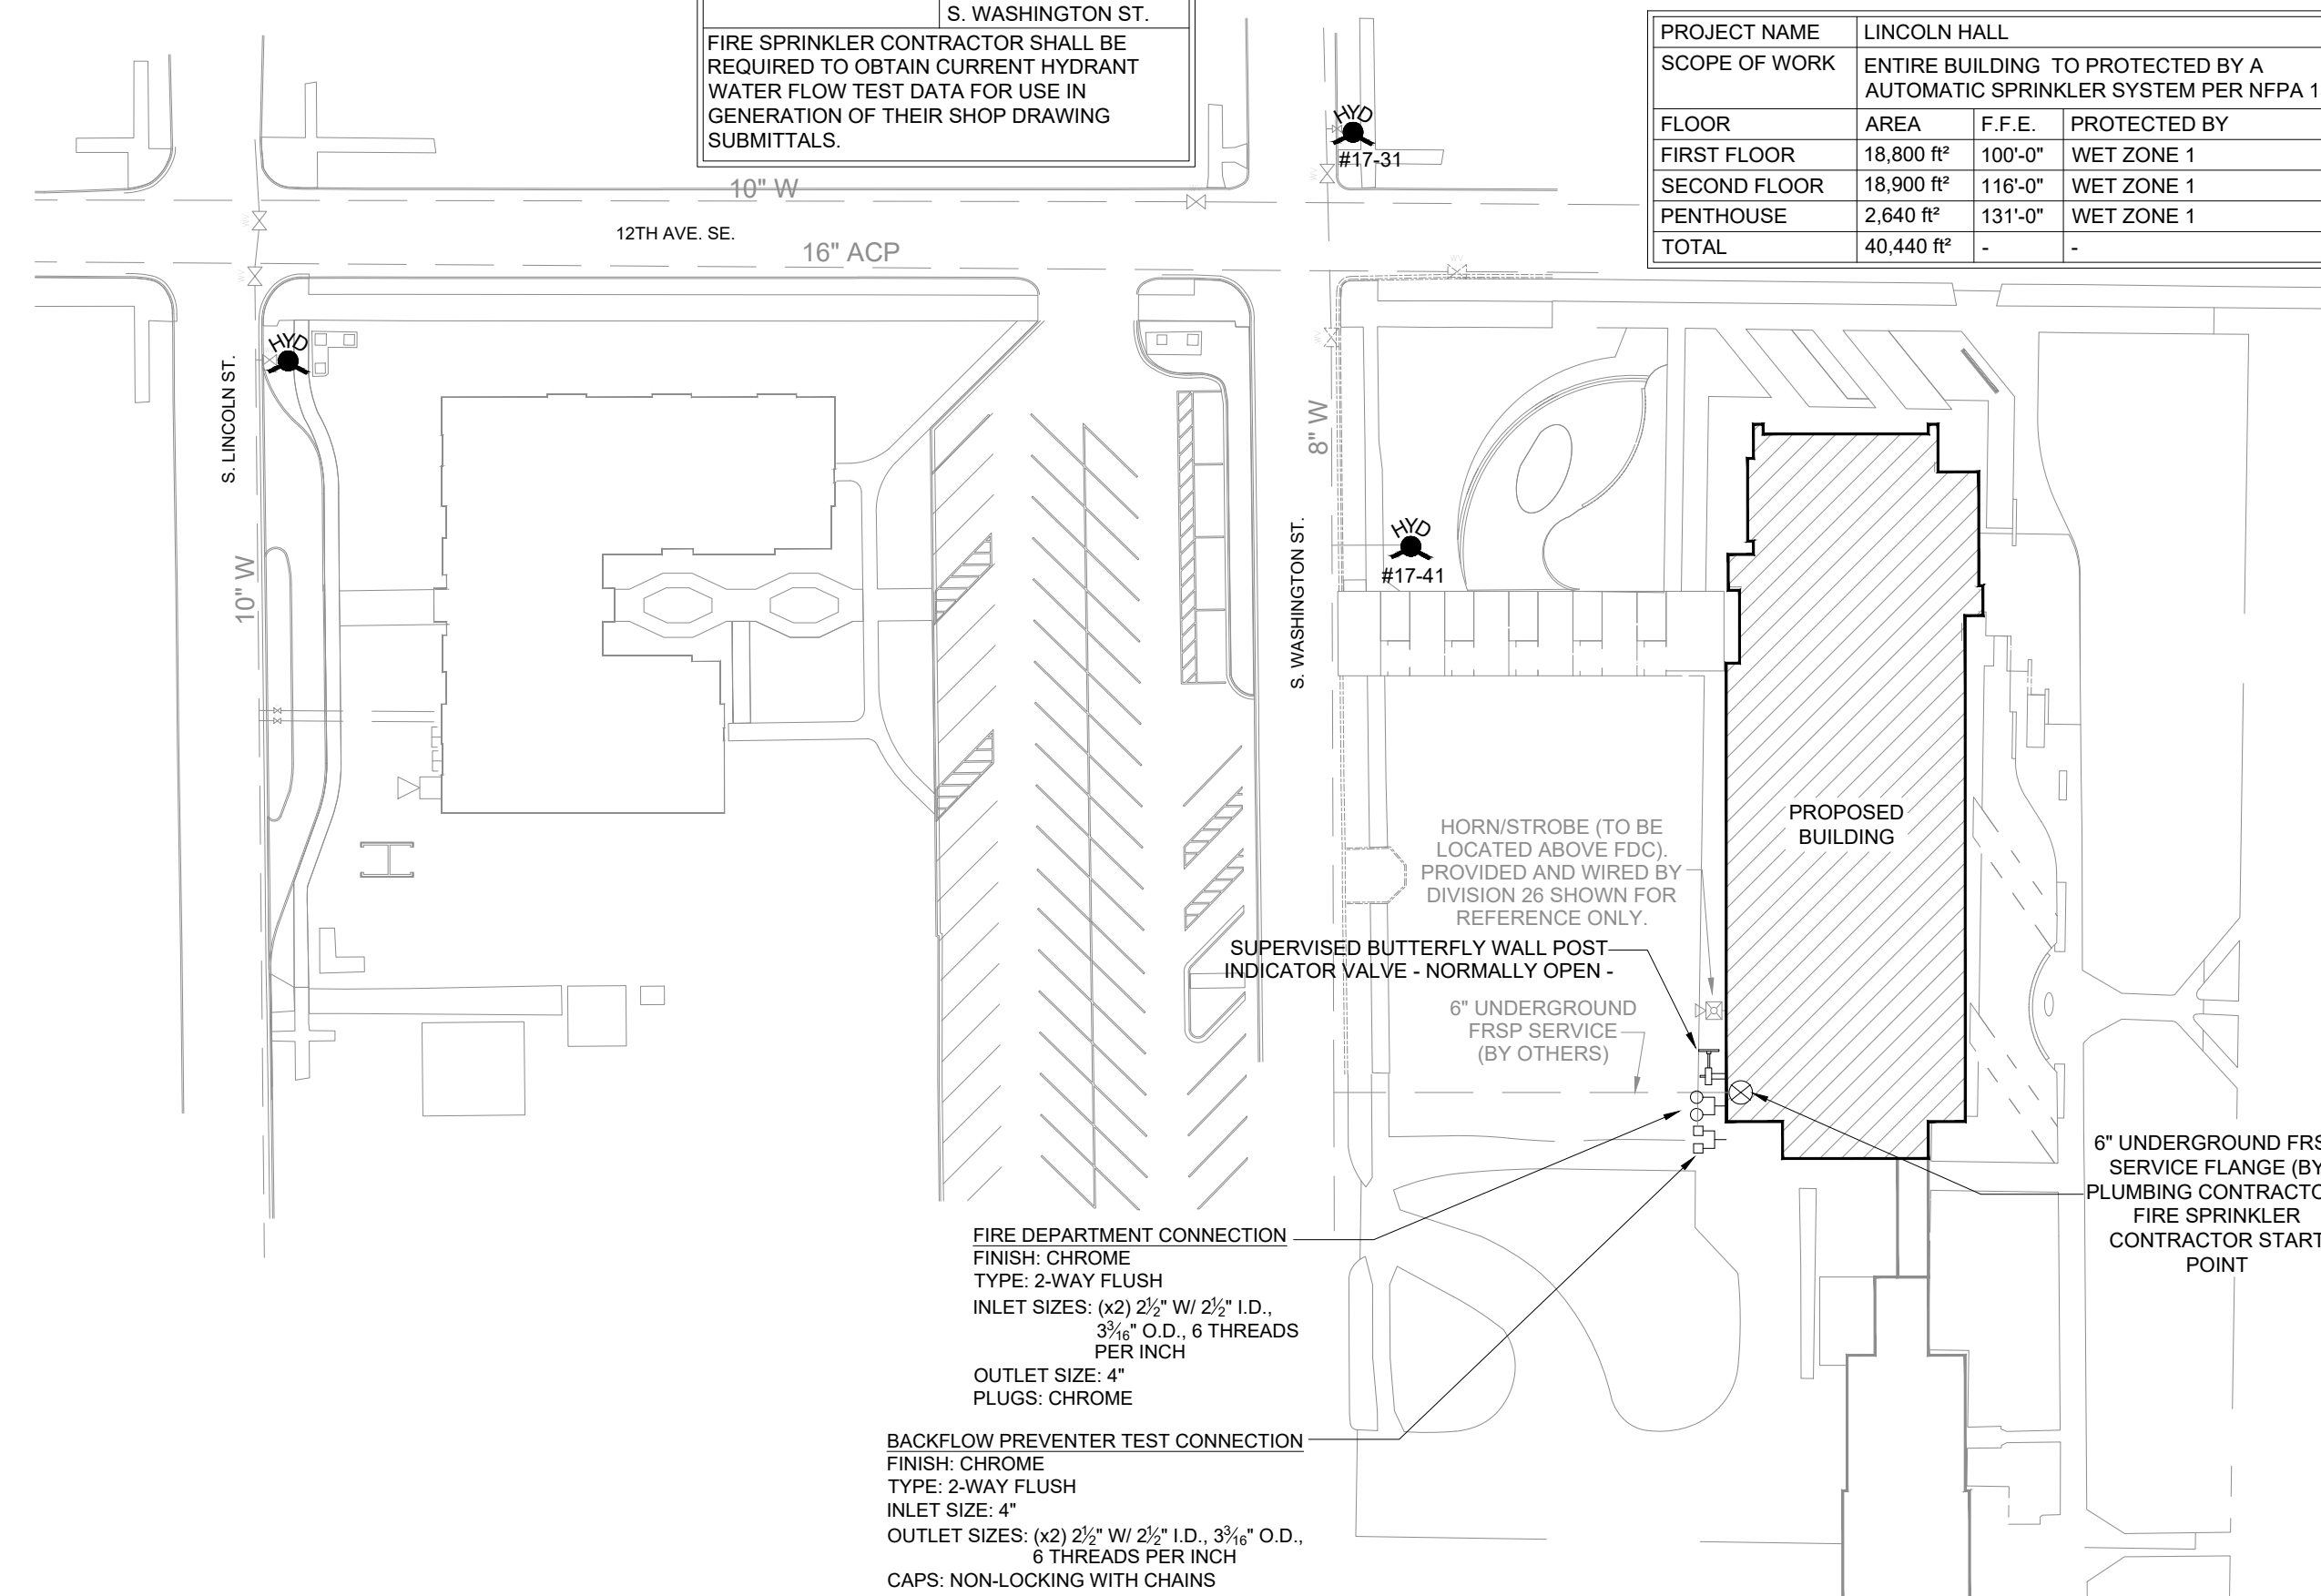 S. WASHINGTON ST.
FIRE SPRINKLER CONTRACTOR SHALL BE
REQUIRED TO OBTAIN CURRENT HYDRANT
WATER FLOW TEST DATA FOR USE IN
GENERATION OF THEIR SHOP DRAWING
SUBMITTALS.
PROJECT NAME LINCOLN HALL
SCOPE OF WORK ENTIRE BUILDING TO PROTECTED BY A
AUTOMATIC SPRINKLER SYSTEM PER NFPA 1
FLOOR AREA F.F.E. PROTECTED BY
FIRST FLOOR 18,800 ft² 100'-0" WET ZONE 1
SECOND FLOOR 18,900 ft² 116'-0" WET ZONE 1
PENTHOUSE 2,640 ft² 131'-0" WET ZONE 1
TOTAL 40,440 ft² - -
HYD
#17-31
10" W
12TH AVE. SE.
16" ACP
WV
WV
WV
WV
WV
WV
HYD
S. LINCOLN ST.
10" W
8" W
HYD
#17-41
S. WASHINGTON ST.
PROPOSED
BUILDING
HORN/STROBE (TO BE
LOCATED ABOVE FDC).
PROVIDED AND WIRED BY
DIVISION 26 SHOWN FOR
REFERENCE ONLY.
SUPERVISED BUTTERFLY WALL POST
INDICATOR VALVE - NORMALLY OPEN -
6" UNDERGROUND
FRSP SERVICE
(BY OTHERS)
6" UNDERGROUND FRS
SERVICE FLANGE (BY
PLUMBING CONTRACTO
FIRE SPRINKLER
CONTRACTOR START
POINT
FIRE DEPARTMENT CONNECTION
FINISH: CHROME
TYPE: 2-WAY FLUSH
INLET SIZES: (x2) 2½" W/ 2½" I.D.,
3³⁄₁₆" O.D., 6 THREADS
PER INCH
OUTLET SIZE: 4"
PLUGS: CHROME
BACKFLOW PREVENTER TEST CONNECTION
FINISH: CHROME
TYPE: 2-WAY FLUSH
INLET SIZE: 4"
OUTLET SIZES: (x2) 2½" W/ 2½" I.D., 3³⁄₁₆" O.D.,
6 THREADS PER INCH
CAPS: NON-LOCKING WITH CHAINS